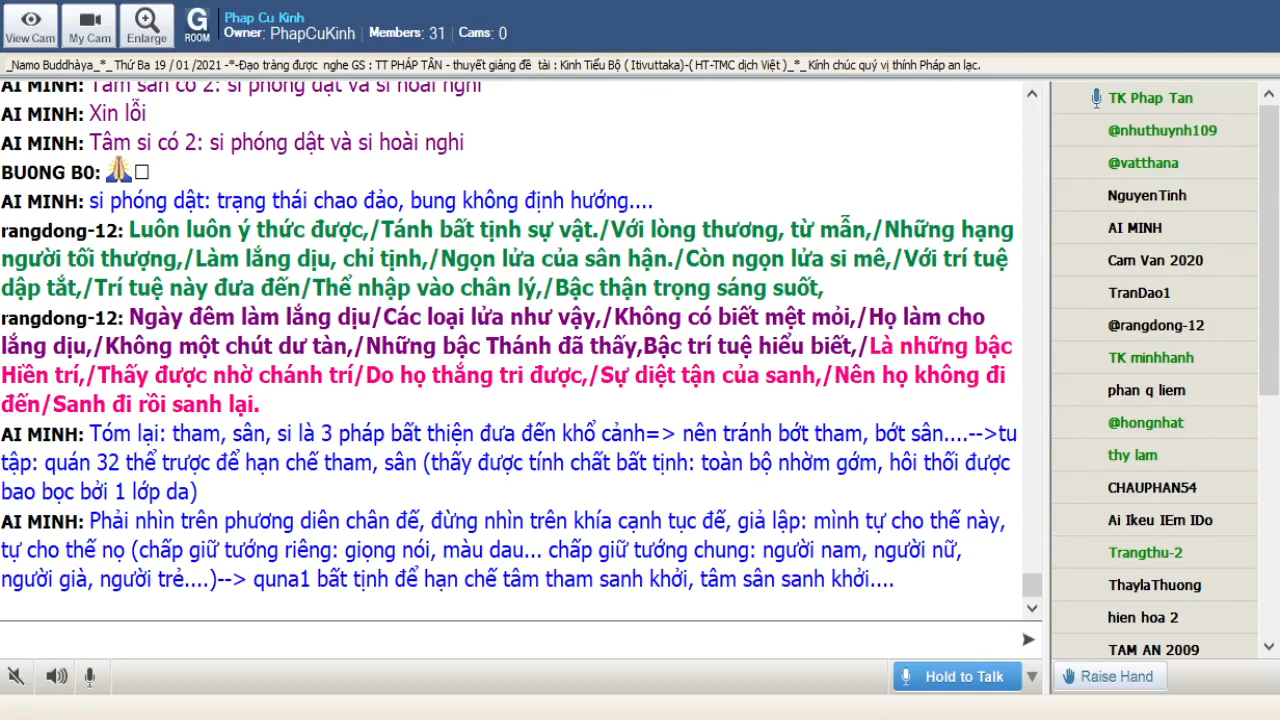 View Cam
My Cam
Enlarge
G
ROOM
Phap Cu Kinh
Owner: PhapCuKinh | Members: 31 | Cams: 0
_Namo Buddhàya_*_ Thứ Ba 19 / 01 /2021 -*-Đạo tràng được nghe GS : TT PHÁP TÂN - thuyết giảng đề tài : Kinh Tiểu Bộ ( Itivuttaka)-( HT-TMC dịch Việt )_*_ Kính chúc quý vị thính Pháp an lạc.
AI MINH: Tâm sân có 2: si phóng dật và si hoài nghi
AI MINH: Xin lỗi
AI MINH: Tâm si có 2: si phóng dật và si hoài nghi
BU0NG B0: 🙏□
AI MINH: si phóng dật: trạng thái chao đảo, bung không định hướng....
rangdong-12: Luôn luôn ý thức được,/Tánh bất tịnh sự vật./Với lòng thương, từ mẫn,/Những hạng
người tối thượng,/Làm lắng dịu, chỉ tịnh,/Ngọn lửa của sân hận./Còn ngọn lửa si mê,/Với trí tuệ
dập tắt,/Trí tuệ này đưa đến/Thể nhập vào chân lý,/Bậc thận trọng sáng suốt,
rangdong-12: Ngày đêm làm lắng dịu/Các loại lửa như vậy,/Không có biết mệt mỏi,/Họ làm cho
lắng dịu,/Không một chút dư tàn,/Những bậc Thánh đã thấy,Bậc trí tuệ hiểu biết,/Là những bậc
Hiền trí,/Thấy được nhờ chánh trí/Do họ thắng tri được,/Sự diệt tận của sanh,/Nên họ không đi
đến/Sanh đi rồi sanh lại.
AI MINH: Tóm lại: tham, sân, si là 3 pháp bất thiện đưa đến khổ cảnh=> nên tránh bớt tham, bớt sân....-->tu
tập: quán 32 thể trược để hạn chế tham, sân (thấy được tính chất bất tịnh: toàn bộ nhờm gớm, hôi thối được
bao bọc bởi 1 lớp da)
AI MINH: Phải nhìn trên phương diên chân đế, đừng nhìn trên khía cạnh tục đế, giả lập: mình tự cho thế này,
tự cho thế nọ (chấp giữ tướng riêng: giọng nói, màu dau... chấp giữ tướng chung: người nam, người nữ,
người già, người trẻ....)--> quna1 bất tịnh để hạn chế tâm tham sanh khởi, tâm sân sanh khởi....
Hold to Talk
TK Phap Tan
@nhuthuynh109
@vatthana
NguyenTinh
AI MINH
Cam Van 2020
TranDao1
@rangdong-12
TK minhhanh
phan q liem
@hongnhat
thy lam
CHAUPHAN54
Ai Ikeu IEm IDo
Trangthu-2
ThaylaThuong
hien hoa 2
TAM AN 2009
Raise Hand